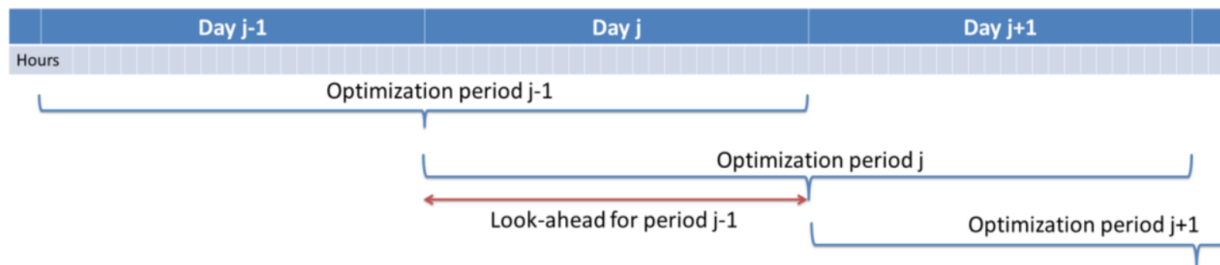 Day j-1 Day j Day j+1
Hours
Optimization period j-1
Optimization period j
Look-ahead for period j-1
Optimization period j+1